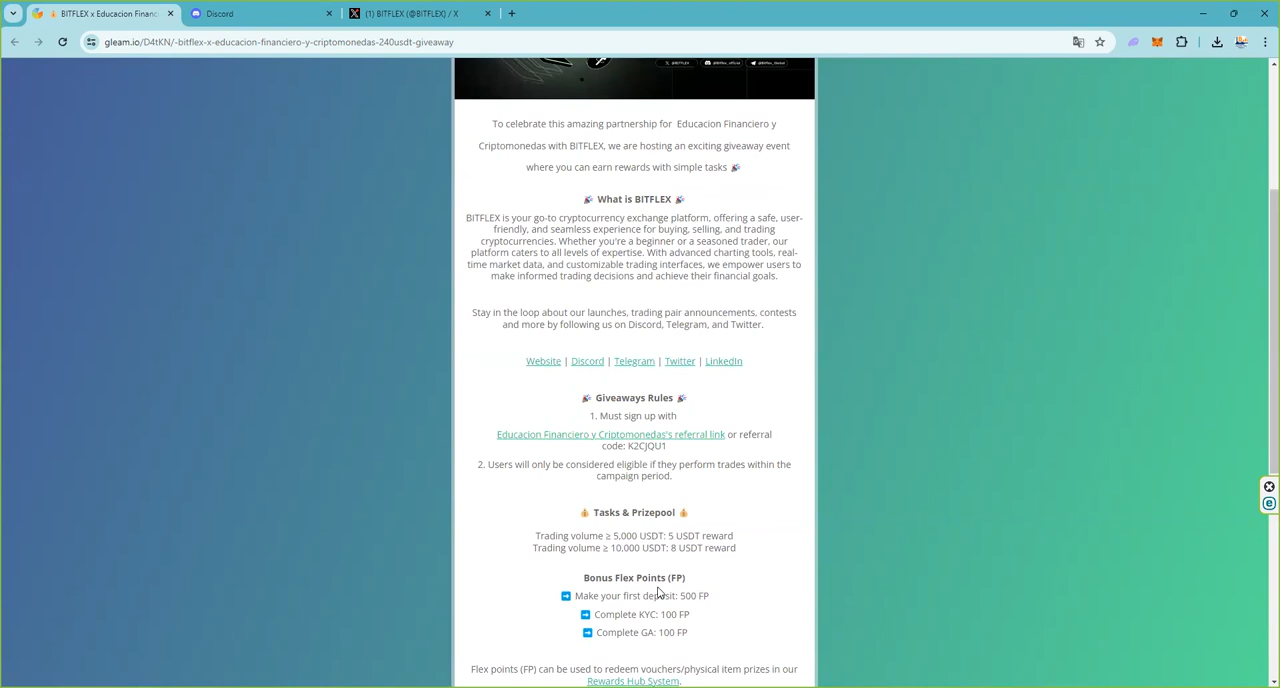 BITFLEX x Educacion Financ
Discord
(1) BITFLEX (@BITFLEX) / X
gleam.io/D4tKN/-bitflex-x-educacion-financiero-y-criptomonedas-240usdt-giveaway
@BITFLEX
@Bitflex_official
@Bitflex_Global
To celebrate this amazing partnership for Educacion Financiero y
Criptomonedas with BITFLEX, we are hosting an exciting giveaway event
where you can earn rewards with simple tasks 🎉
🎉 What is BITFLEX 🎉
BITFLEX is your go-to cryptocurrency exchange platform, offering a safe, user-
friendly, and seamless experience for buying, selling, and trading
cryptocurrencies. Whether you're a beginner or a seasoned trader, our
platform caters to all levels of expertise. With advanced charting tools, real-
time market data, and customizable trading interfaces, we empower users to
make informed trading decisions and achieve their financial goals.
Stay in the loop about our launches, trading pair announcements, contests
and more by following us on Discord, Telegram, and Twitter.
Website | Discord | Telegram | Twitter | LinkedIn
🎉 Giveaways Rules 🎉
1. Must sign up with
Educacion Financiero y Criptomonedas's referral link or referral
code: K2CJQU1
2. Users will only be considered eligible if they perform trades within the
campaign period.
💰 Tasks & Prizepool 💰
Trading volume ≥ 5,000 USDT: 5 USDT reward
Trading volume ≥ 10,000 USDT: 8 USDT reward
Bonus Flex Points (FP)
➡️ Make your first deposit: 500 FP
➡️ Complete KYC: 100 FP
➡️ Complete GA: 100 FP
Flex points (FP) can be used to redeem vouchers/physical item prizes in our
Rewards Hub System.